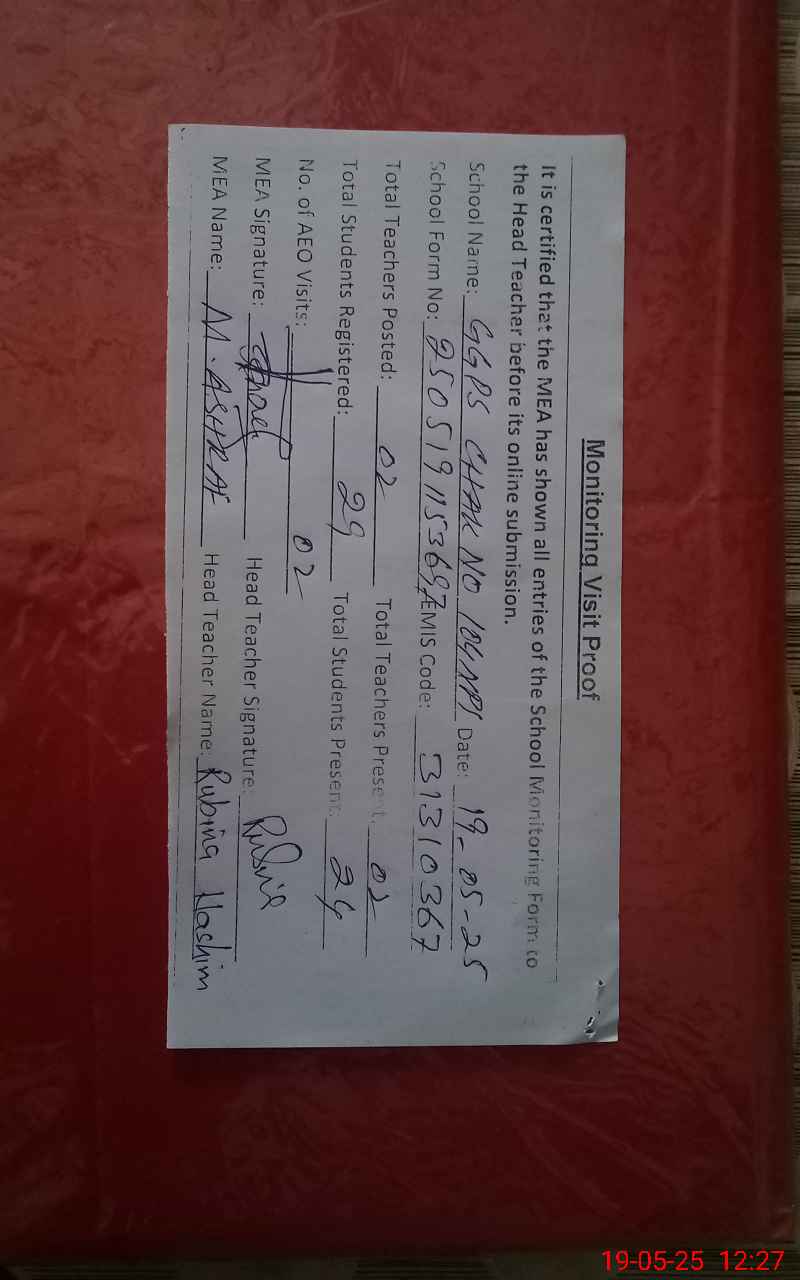 Monitoring Visit Proof
It is certified that the MEA has shown all entries of the School Monitoring Form to
the Head Teacher before its online submission.
School Name: GGPS CHAK NO 104/NPS Date: 19-05-25
School Form No: 2505191153697 EMIS Code: 31310367
Total Teachers Posted: 02 Total Teachers Present: 02
Total Students Registered: 29 Total Students Present: 24
No. of AEO Visits: 02
MEA Signature: Head Teacher Signature: Rubina
MEA Name: M. ASHRAF Head Teacher Name: Rubina Hashim
19-05-25 12:27